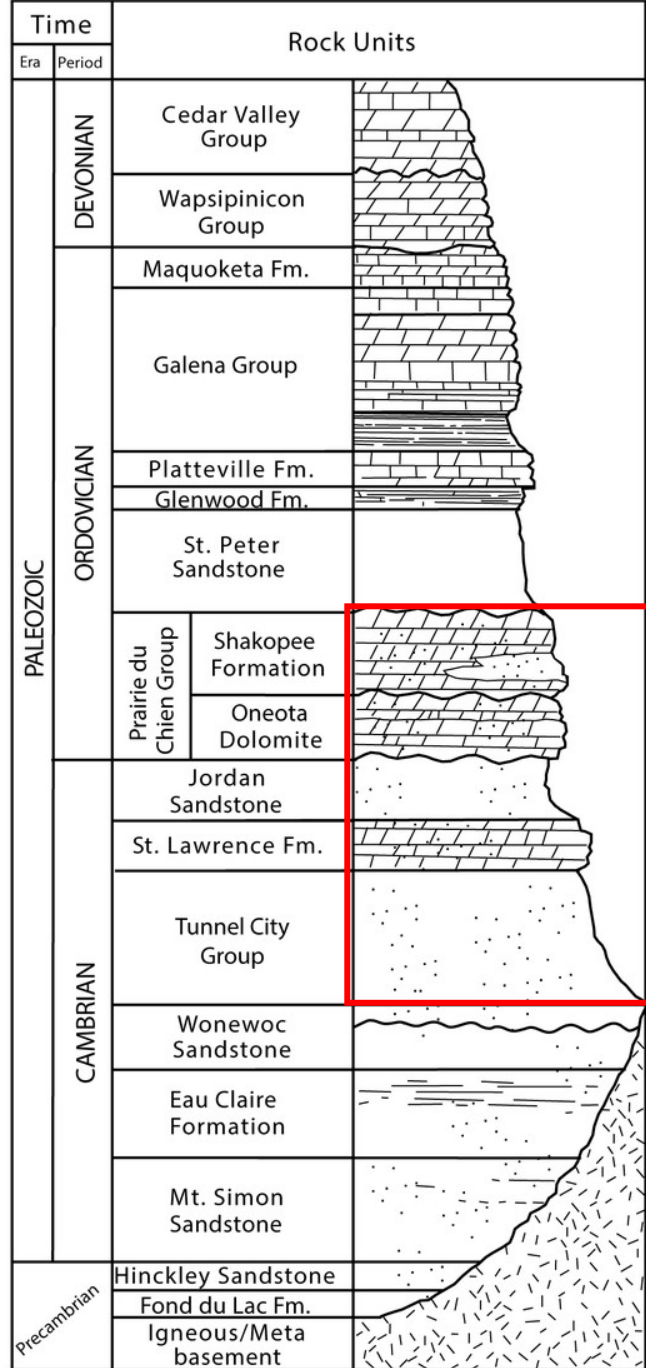 Time
Rock Units
Era
Period
PALEOZOIC
DEVONIAN
Cedar Valley
Group
Wapsipinicon
Group
ORDOVICIAN
Maquoketa Fm.
Galena Group
Platteville Fm.
Glenwood Fm.
St. Peter
Sandstone
Prairie du
Chien Group
Shakopee
Formation
Oneota
Dolomite
CAMBRIAN
Jordan
Sandstone
St. Lawrence Fm.
Tunnel City
Group
Wonewoc
Sandstone
Eau Claire
Formation
Mt. Simon
Sandstone
Precambrian
Hinckley Sandstone
Fond du Lac Fm.
Igneous/Meta
basement